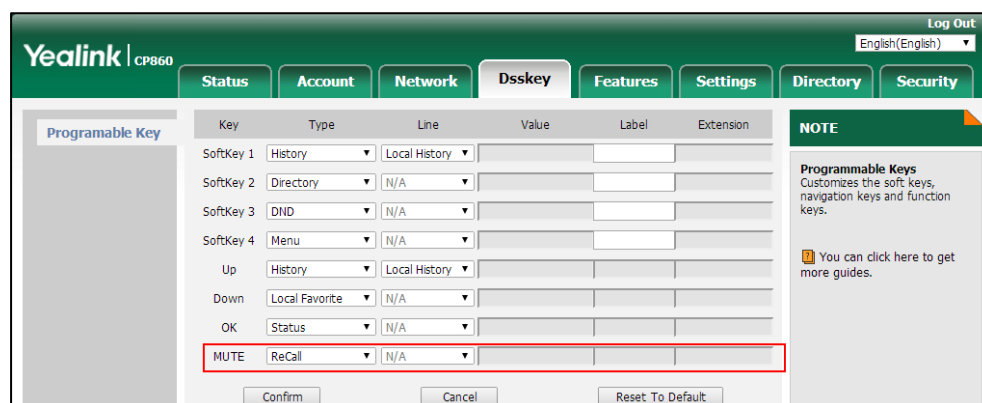 Log Out
Yealink CP860
English(English)
Status Account Network Dsskey Features Settings Directory Security
Programable Key
Key Type Line Value Label Extension
SoftKey 1 History Local History
SoftKey 2 Directory N/A
SoftKey 3 DND N/A
SoftKey 4 Menu N/A
Up History Local History
Down Local Favorite N/A
OK Status N/A
MUTE ReCall N/A
Confirm Cancel Reset To Default
NOTE
Programmable Keys
Customizes the soft keys,
navigation keys and function
keys.
You can click here to get
more guides.